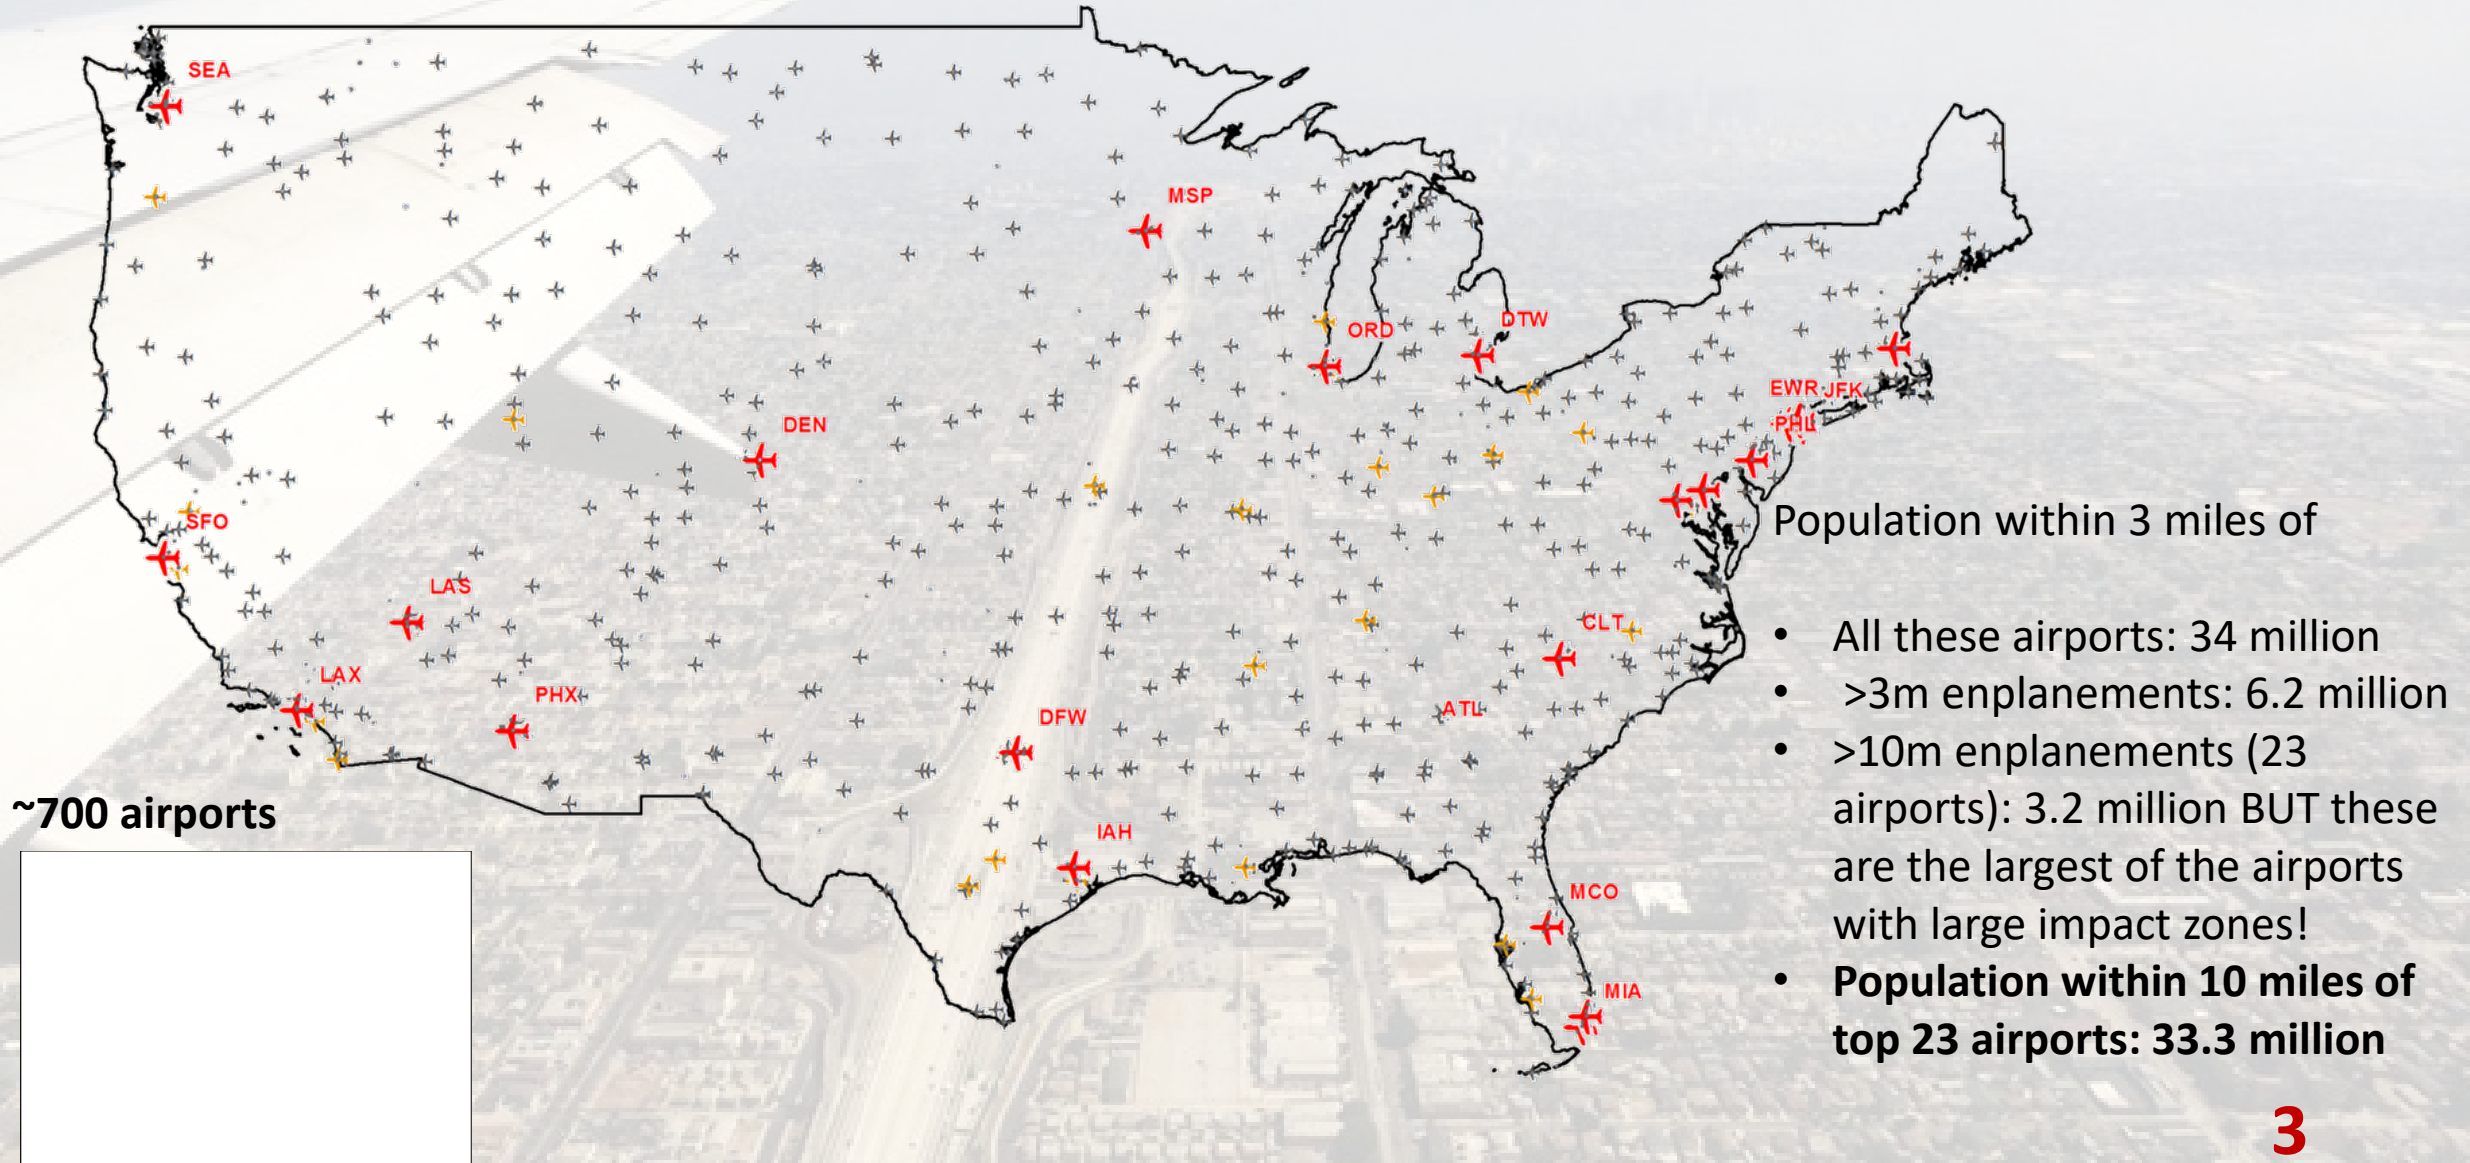 SEA
MSP
ORD
DTW
EWR JFK
PHL
DEN
SFO
LAS
CLT
LAX
PHX
DFW
ATL
IAH
MCO
MIA
~700 airports
Population within 3 miles of
• All these airports: 34 million
• >3m enplanements: 6.2 million
• >10m enplanements (23
airports): 3.2 million BUT these
are the largest of the airports
with large impact zones!
• Population within 10 miles of
top 23 airports: 33.3 million
3